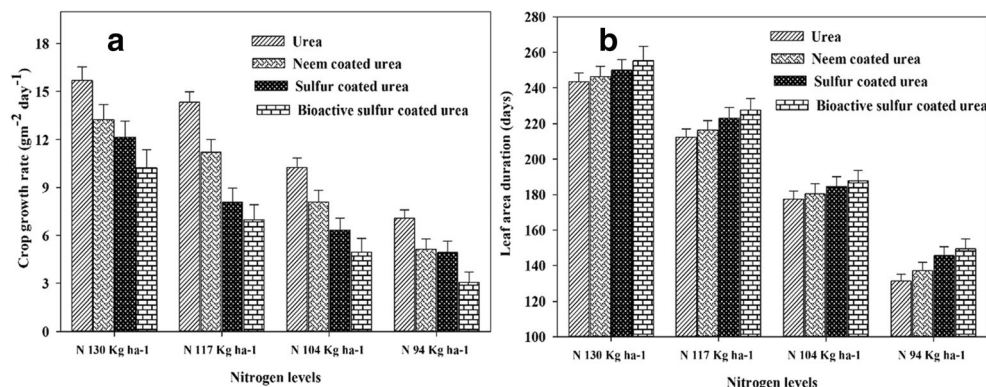 a
Urea
Neem coated urea
Sulfur coated urea
Bioactive sulfur coated urea
Crop growth rate (gm⁻² day⁻¹)
18
15
12
9
6
3
0
N 130 Kg ha-1 N 117 Kg ha-1 N 104 Kg ha-1 N 94 Kg ha-1
Nitrogen levels
b
Urea
Neem coated urea
Sulfur coated urea
Bioactive sulfur coated urea
Leaf area duration (days)
280
260
240
220
200
180
160
140
120
100
N 130 Kg ha-1 N 117 Kg ha-1 N 104 Kg ha-1 N 94 Kg ha-1
Nitrogen levels